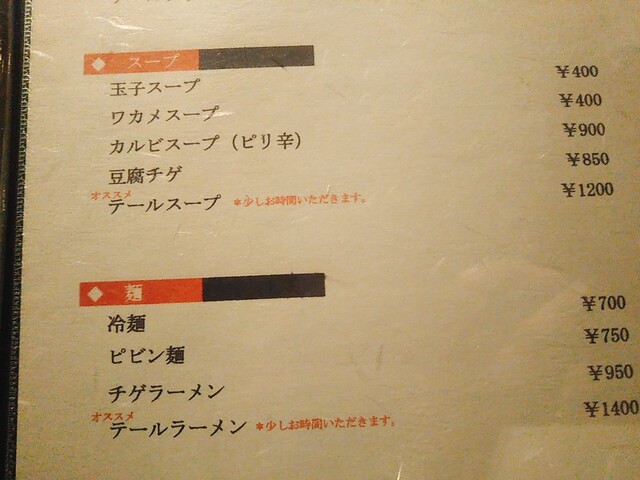 ◆ スープ
玉子スープ ¥400
ワカメスープ ¥400
カルビスープ（ピリ辛） ¥900
豆腐チゲ ¥850
オススメ
テールスープ *少しお時間いただきます。 ¥1200
◆ 麺
冷麺 ¥700
ピビン麺 ¥750
チゲラーメン ¥950
オススメ
テールラーメン *少しお時間いただきます。 ¥1400